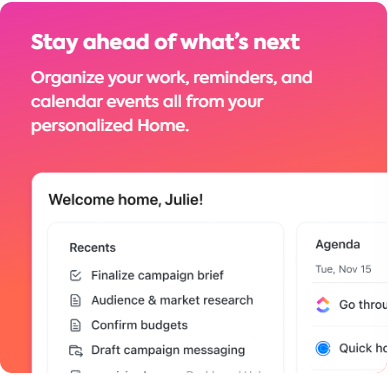 Stay ahead of what's next
Organize your work, reminders, and
calendar events all from your
personalized Home.
Welcome home, Julie!
Recents
Finalize campaign brief
Audience & market research
Confirm budgets
Draft campaign messaging
Agenda
Tue, Nov 15
Go throu
Quick ho